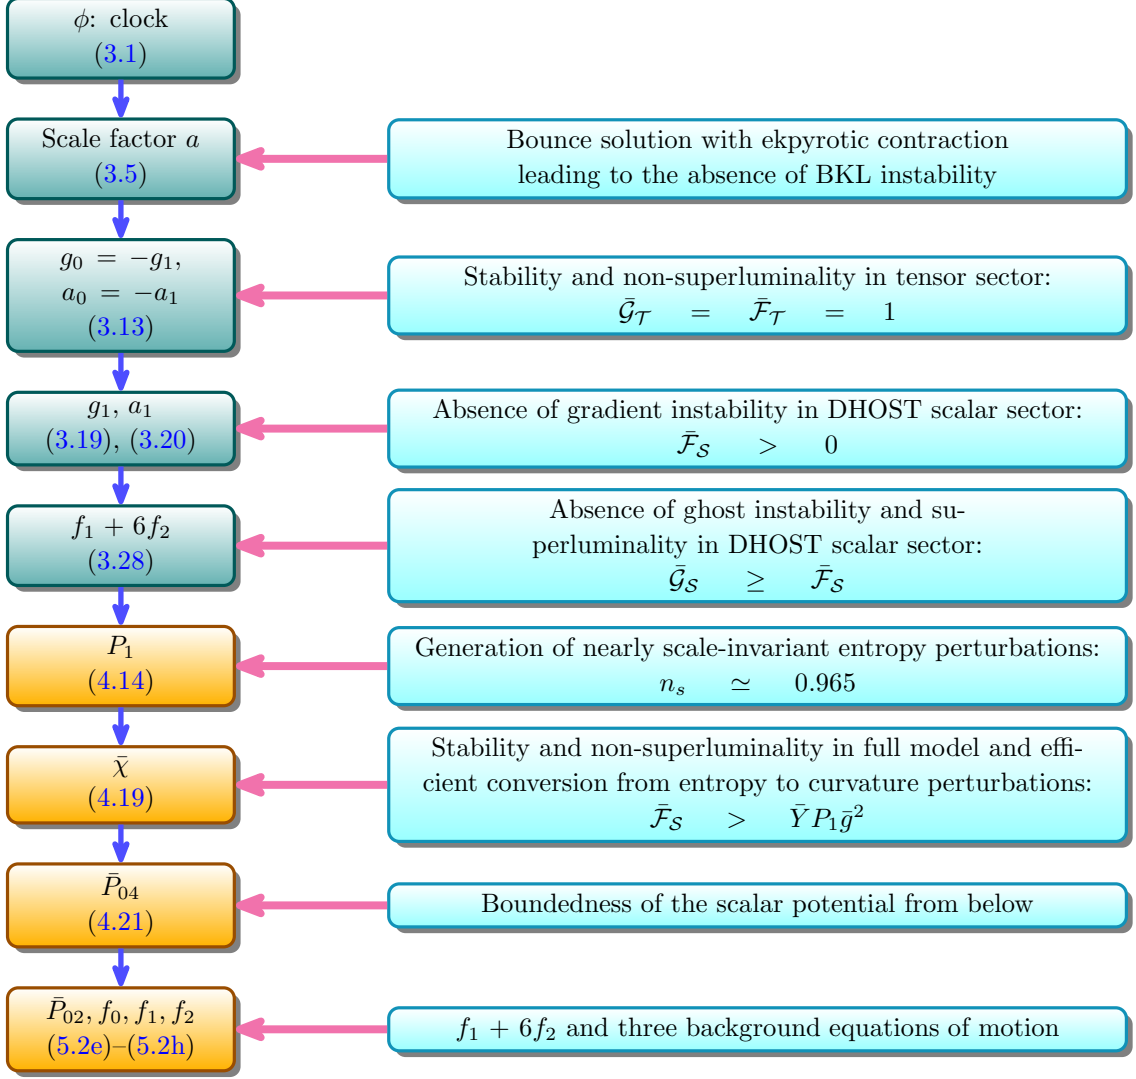 ϕ: clock
(3.1)
Scale factor a
(3.5)
Bounce solution with ekpyrotic contraction
leading to the absence of BKL instability
g₀ = −g₁,
a₀ = −a₁
(3.13)
Stability and non-superluminality in tensor sector:
𝒢̄_𝒯 = ℱ̄_𝒯 = 1
g₁, a₁
(3.19), (3.20)
Absence of gradient instability in DHOST scalar sector:
ℱ̄_𝒮 > 0
f₁ + 6f₂
(3.28)
Absence of ghost instability and su-
perluminality in DHOST scalar sector:
𝒢̄_𝒮 ≥ ℱ̄_𝒮
P₁
(4.14)
Generation of nearly scale-invariant entropy perturbations:
nₛ ≃ 0.965
χ̄
(4.19)
Stability and non-superluminality in full model and effi-
cient conversion from entropy to curvature perturbations:
ℱ̄_𝒮 > ȲP₁ḡ²
P̄₀₄
(4.21)
Boundedness of the scalar potential from below
P̄₀₂, f₀, f₁, f₂
(5.2e)–(5.2h)
f₁ + 6f₂ and three background equations of motion